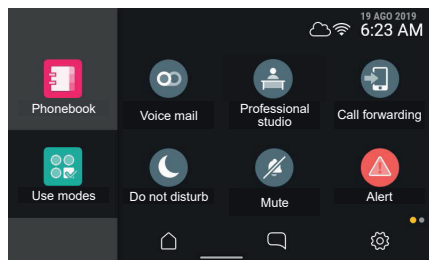 19 AGO 2019
6:23 AM
Phonebook
Voice mail
Professional
studio
Call forwarding
Use modes
Do not disturb
Mute
Alert